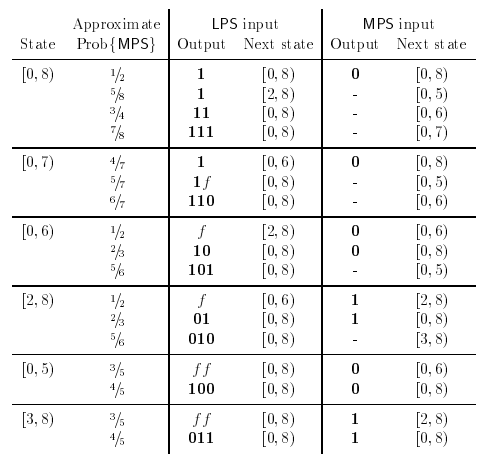 Approximate LPS input MPS input
State Prob{MPS} Output Next state Output Next state
[0, 8) 1/2 1 [0, 8) 0 [0, 8)
5/8 1 [2, 8) - [0, 5)
3/4 11 [0, 8) - [0, 6)
7/8 111 [0, 8) - [0, 7)
[0, 7) 4/7 1 [0, 6) 0 [0, 8)
5/7 1f [0, 8) - [0, 5)
6/7 110 [0, 8) - [0, 6)
[0, 6) 1/2 f [2, 8) 0 [0, 6)
2/3 10 [0, 8) 0 [0, 8)
5/6 101 [0, 8) - [0, 5)
[2, 8) 1/2 f [0, 6) 1 [2, 8)
2/3 01 [0, 8) 1 [0, 8)
5/6 010 [0, 8) - [3, 8)
[0, 5) 3/5 ff [0, 8) 0 [0, 6)
4/5 100 [0, 8) 0 [0, 8)
[3, 8) 3/5 ff [0, 8) 1 [2, 8)
4/5 011 [0, 8) 1 [0, 8)